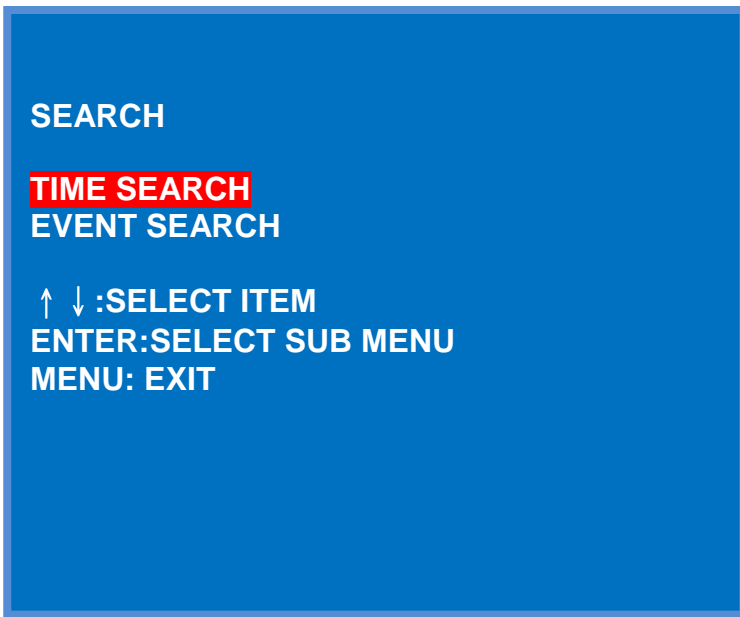 SEARCH
TIME SEARCH
EVENT SEARCH
↑ ↓ :SELECT ITEM
ENTER:SELECT SUB MENU
MENU: EXIT